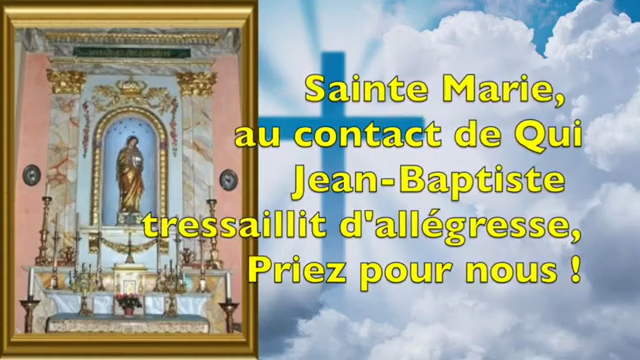 Sainte Marie,
au contact de Qui
Jean-Baptiste
tressaillit d'allégresse,
Priez pour nous !